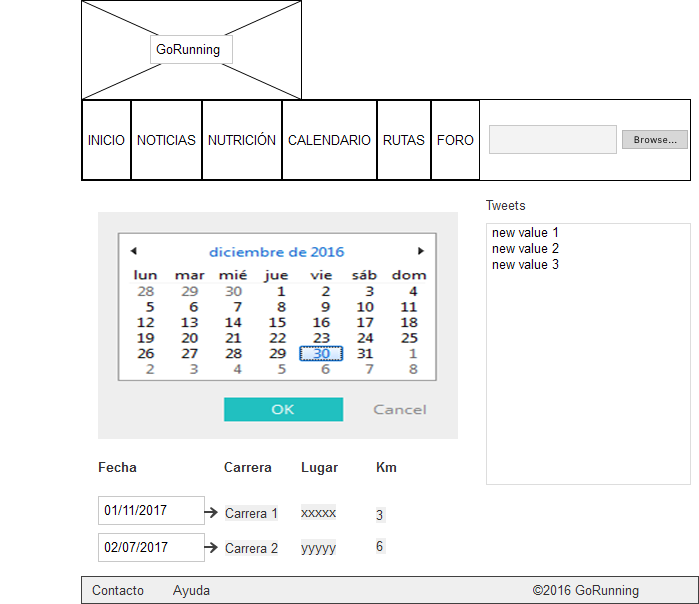 GoRunning
INICIO NOTICIAS NUTRICIÓN CALENDARIO RUTAS FORO Browse...
Tweets
new value 1
new value 2
new value 3
diciembre de 2016
lun mar mié jue vie sáb dom
28 29 30 1 2 3 4
5 6 7 8 9 10 11
12 13 14 15 16 17 18
19 20 21 22 23 24 25
26 27 28 29 30 31 1
2 3 4 5 6 7 8
OK Cancel
Fecha Carrera Lugar Km
01/11/2017 Carrera 1 xxxxx 3
02/07/2017 Carrera 2 yyyyy 6
Contacto Ayuda ©2016 GoRunning